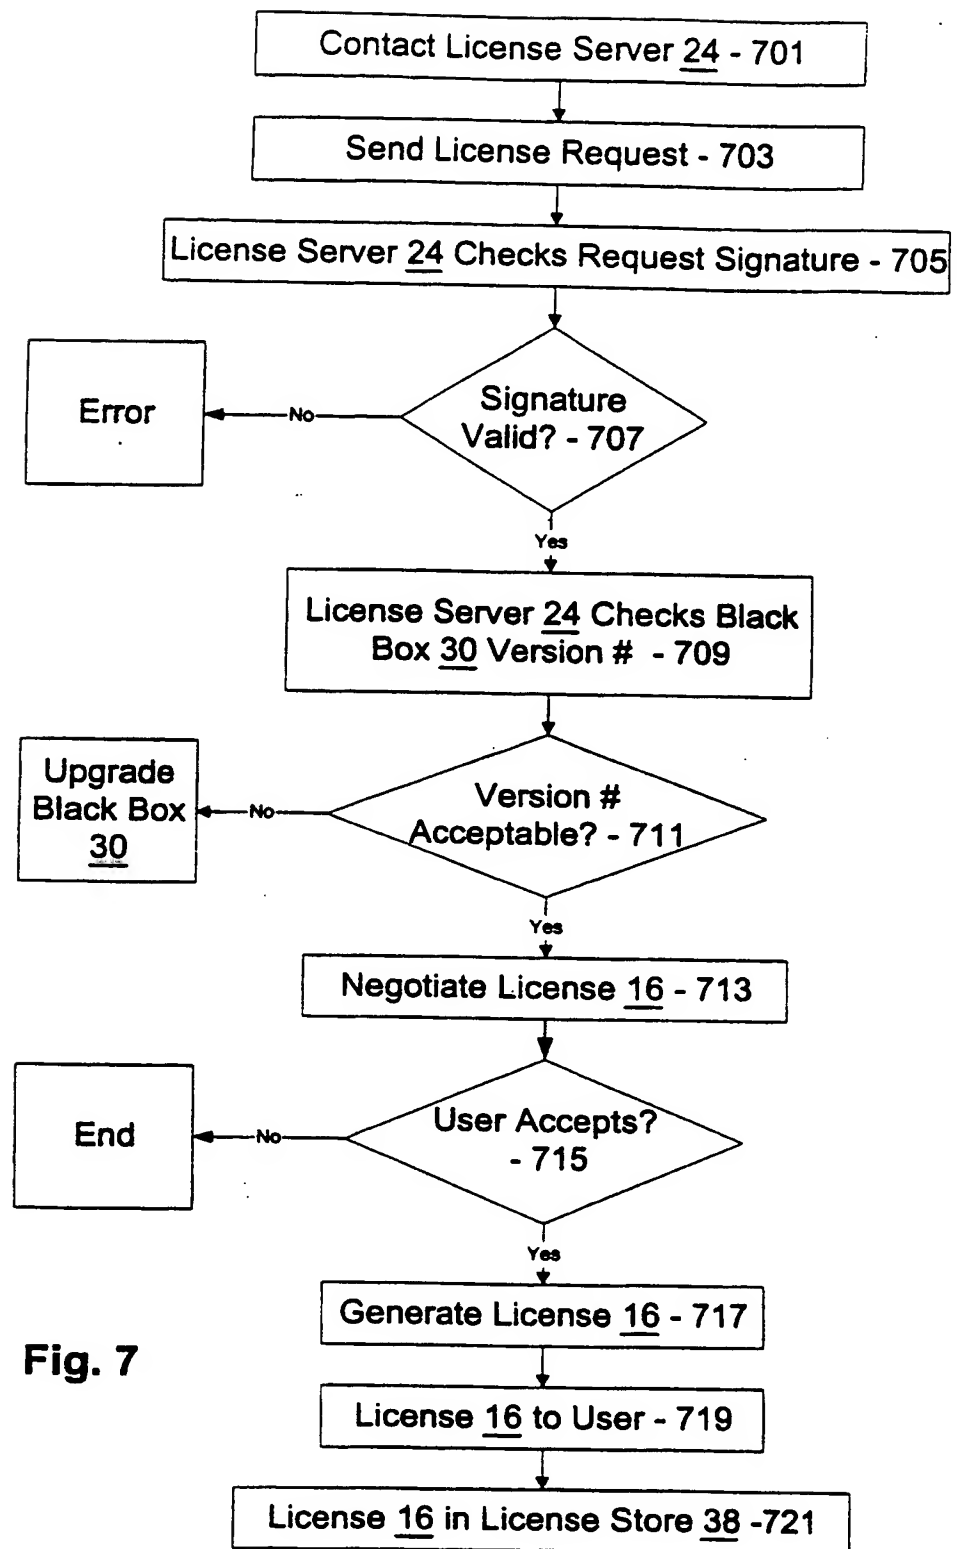 Contact License Server 24 - 701
Send License Request - 703
License Server 24 Checks Request Signature - 705
Error
No
Signature
Valid? - 707
Yes
License Server 24 Checks Black
Box 30 Version # - 709
Upgrade
Black Box
30
No
Version #
Acceptable? - 711
Yes
Negotiate License 16 - 713
End
No
User Accepts?
- 715
Yes
Generate License 16 - 717
Fig. 7
License 16 to User - 719
License 16 in License Store 38 -721